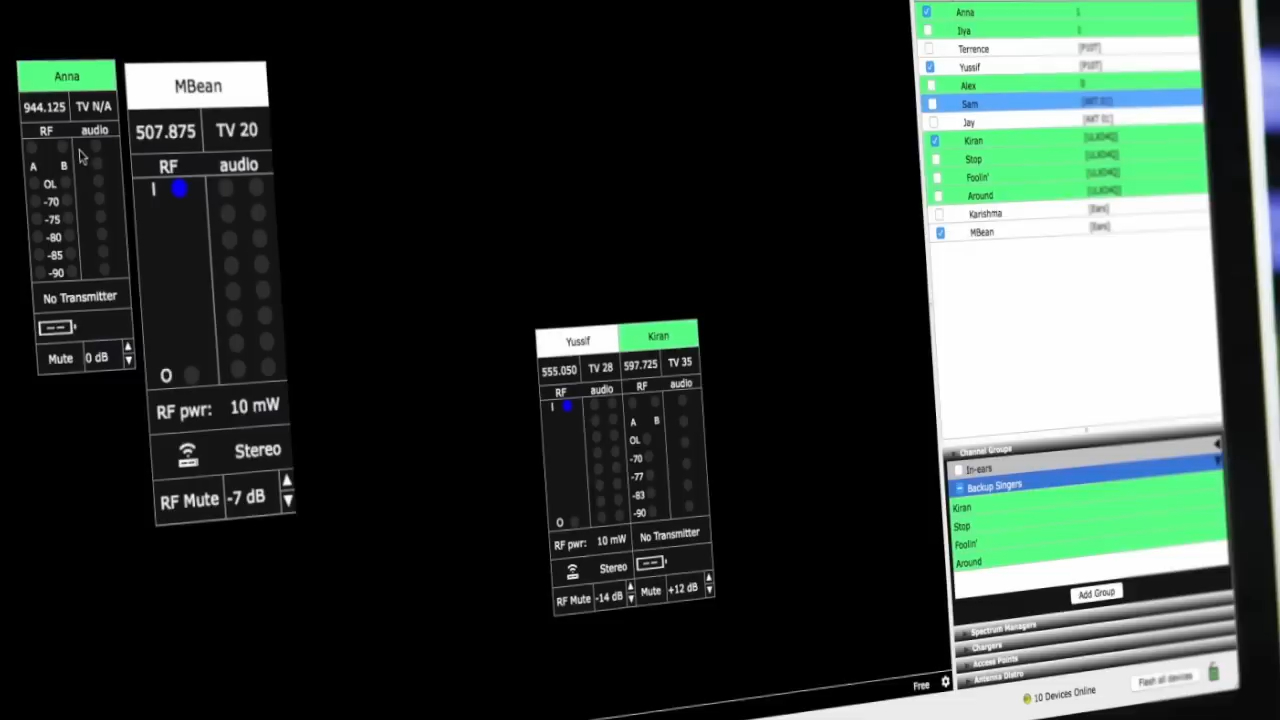 Anna
944.125 TV N/A
RF audio
A B
OL
-70
-75
-80
-85
-90
No Transmitter
--
Mute 0 dB
MBean
507.875 TV 20
RF audio
I
O
RF pwr: 10 mW
Stereo
RF Mute -7 dB
Yussif
555.050 TV 28
RF audio
I
O
RF pwr: 10 mW
Stereo
RF Mute -14 dB
Kiran
597.725 TV 35
RF audio
A B
OL
-70
-77
-83
-90
No Transmitter
--
Mute +12 dB
Anna
Ilya
Terrence
Yussif
Alex
Sam
Jay
Kiran
Stop
Foolin'
Around
Karishma
MBean
Channel Groups
In-ears
Backup Singers
Kiran
Stop
Foolin'
Around
Add Group
Spectrum Managers
Chargers
Access Points
Antenna Distro
Free
10 Devices Online
Flash all devices